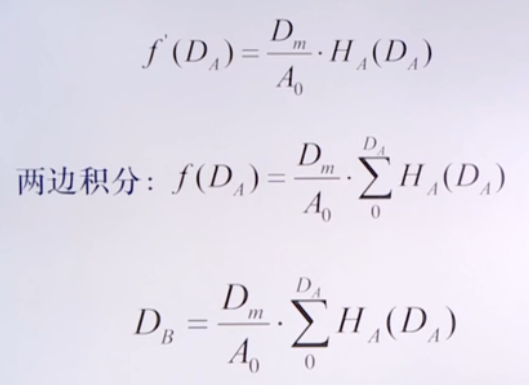 f'(D_A) = \frac{D_m}{A_0} \cdot H_A(D_A)
两边积分: f(D_A) = \frac{D_m}{A_0} \cdot \sum_{0}^{D_A} H_A(D_A)
D_B = \frac{D_m}{A_0} \cdot \sum_{0}^{D_A} H_A(D_A)